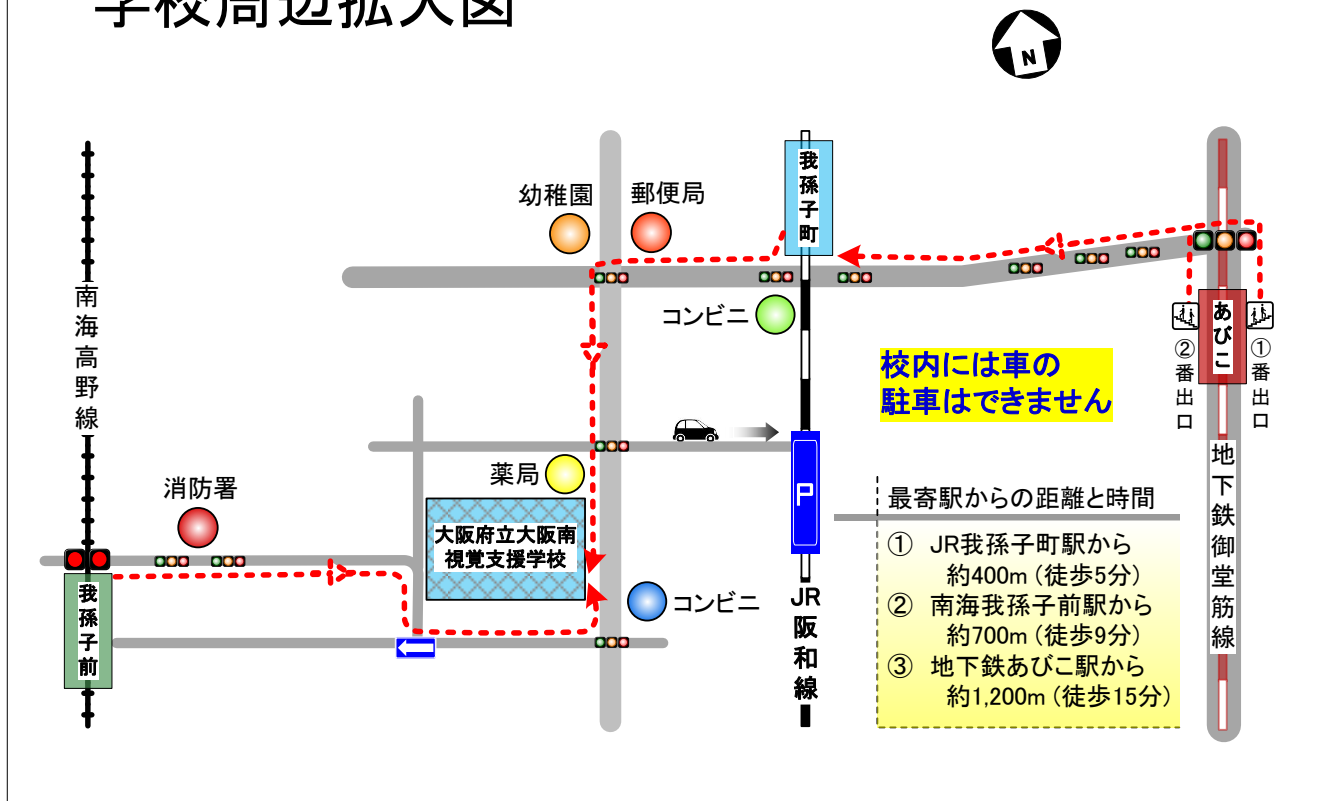 学校周辺拡大図
N
我孫子町
幼稚園
郵便局
コンビニ
南海高野線
あびこ
②番出口
①番出口
校内には車の
駐車はできません
薬局
消防署
大阪府立大阪南
視覚支援学校
P
コンビニ
我孫子前
JR阪和線
地下鉄御堂筋線
最寄駅からの距離と時間
① JR我孫子町駅から
約400m (徒歩5分)
② 南海我孫子前駅から
約700m (徒歩9分)
③ 地下鉄あびこ駅から
約1,200m (徒歩15分)